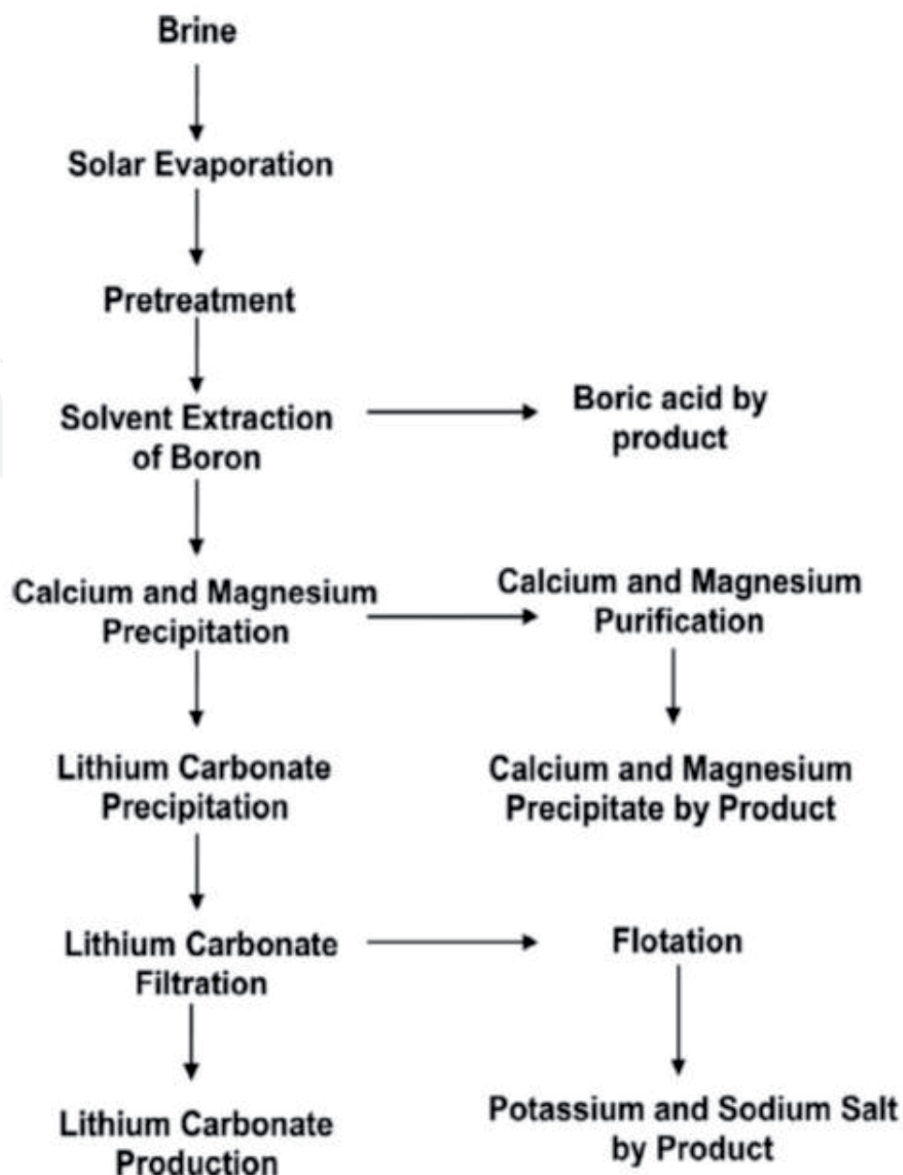 Brine
Solar Evaporation
Pretreatment
Solvent Extraction
of Boron
Boric acid by
product
Calcium and Magnesium
Precipitation
Calcium and Magnesium
Purification
Lithium Carbonate
Precipitation
Calcium and Magnesium
Precipitate by Product
Lithium Carbonate
Filtration
Flotation
Lithium Carbonate
Production
Potassium and Sodium Salt
by Product